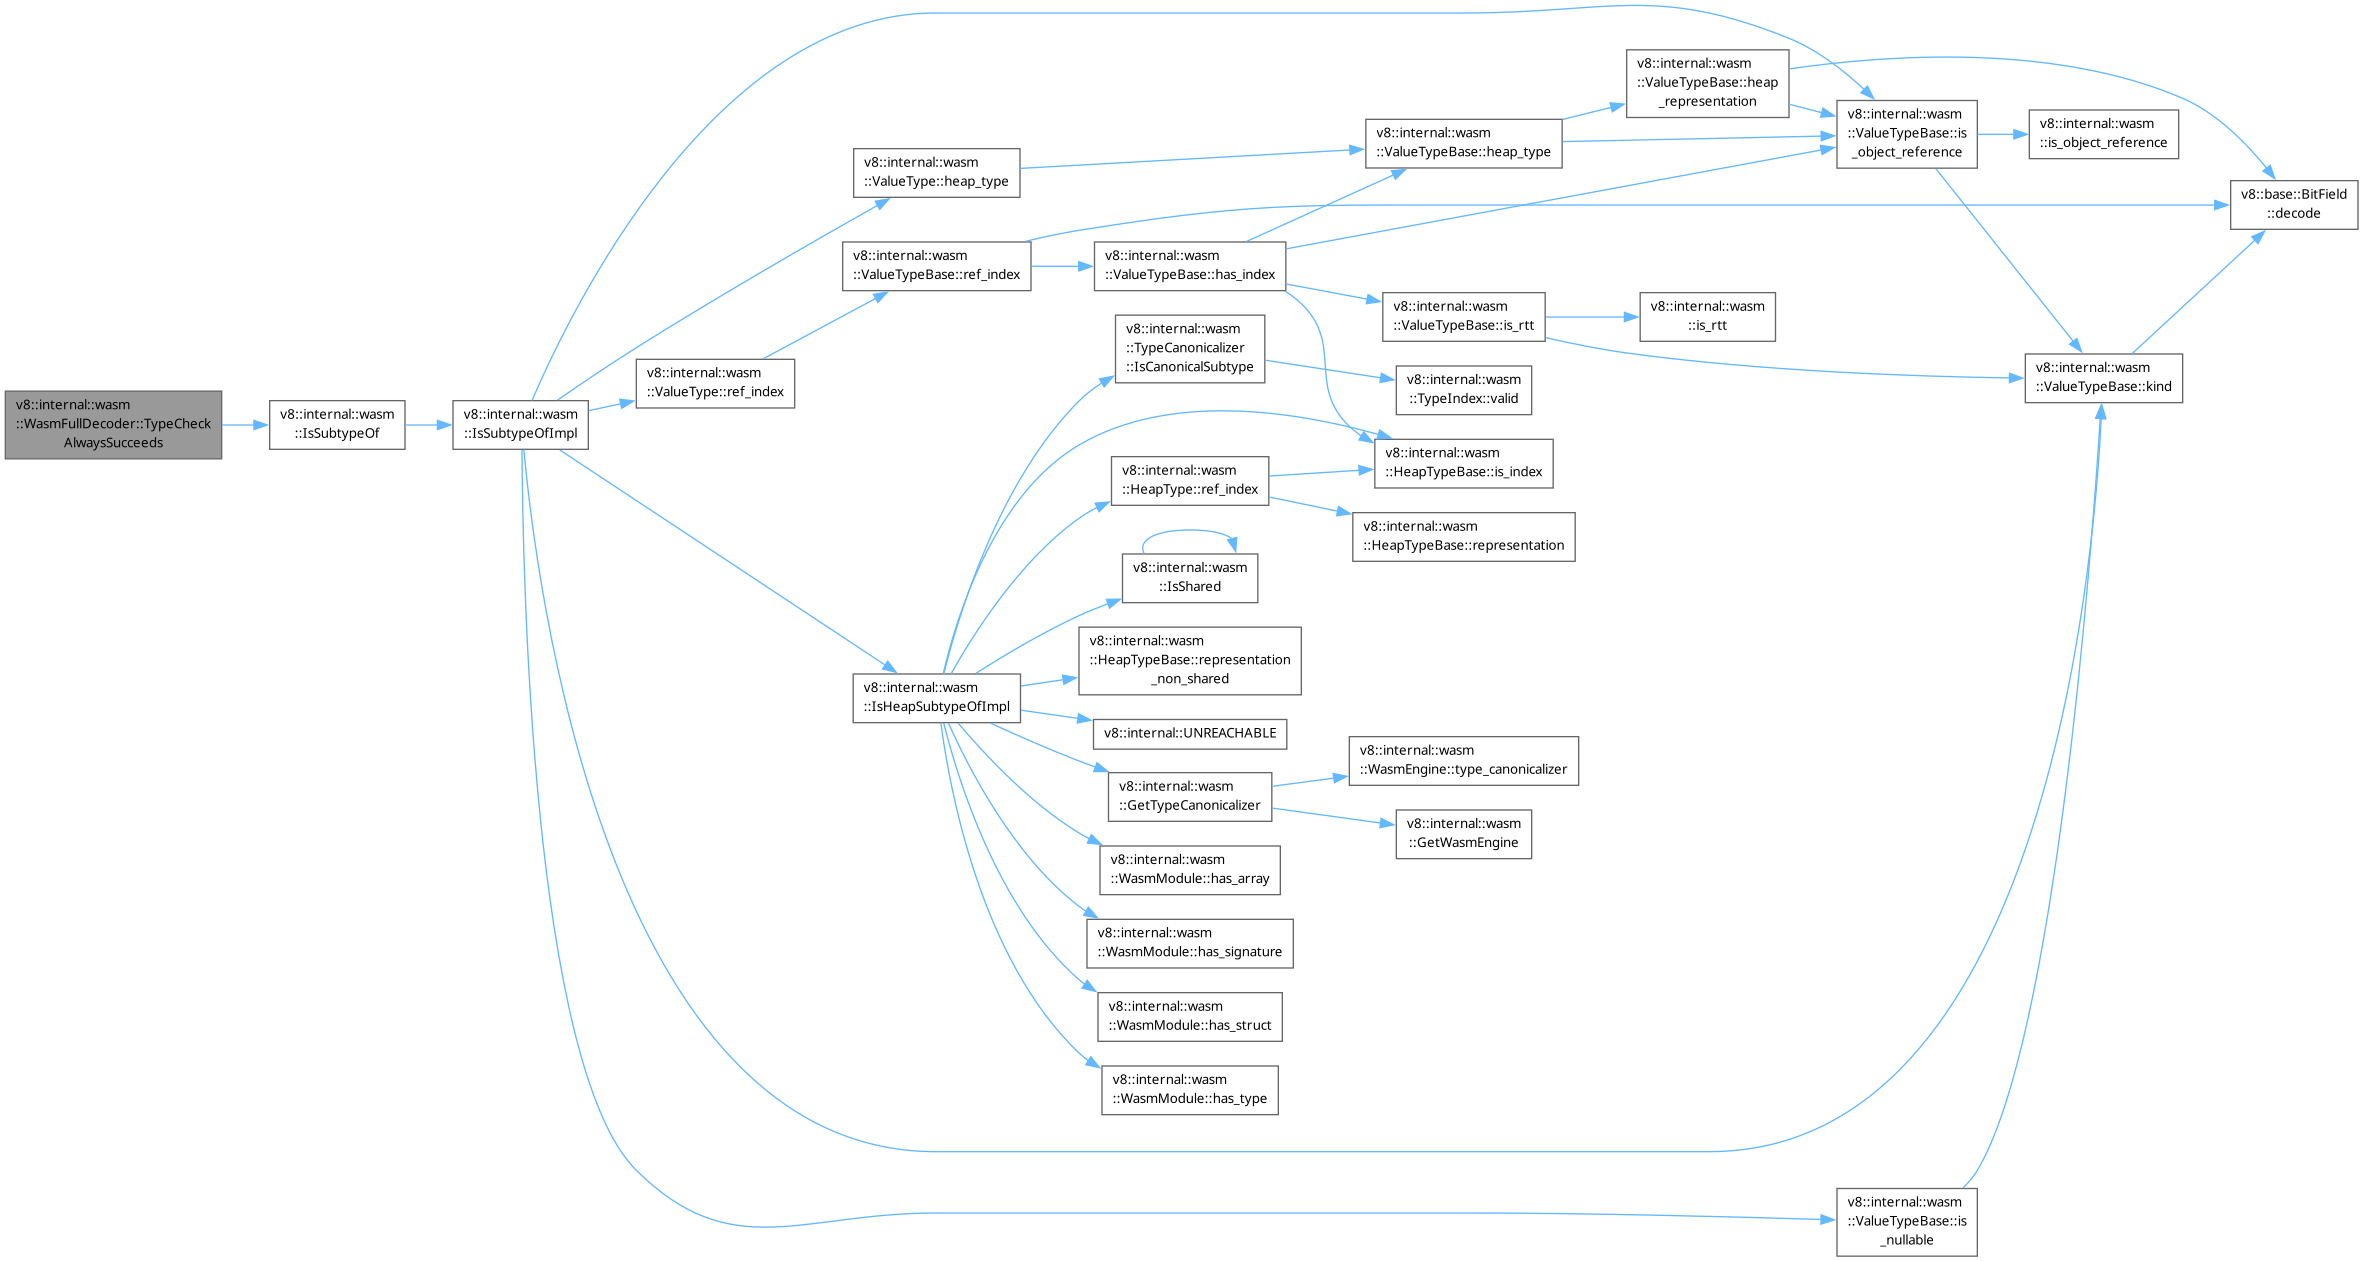 v8::internal::wasm
::WasmFullDecoder::TypeCheck
AlwaysSucceeds
v8::internal::wasm
::IsSubtypeOf
v8::internal::wasm
::IsSubtypeOfImpl
v8::internal::wasm
::ValueType::heap_type
v8::internal::wasm
::ValueTypeBase::heap_type
v8::internal::wasm
::ValueTypeBase::heap
_representation
v8::internal::wasm
::ValueTypeBase::is
_object_reference
v8::internal::wasm
::is_object_reference
v8::base::BitField
::decode
v8::internal::wasm
::ValueTypeBase::kind
v8::internal::wasm
::ValueType::ref_index
v8::internal::wasm
::ValueTypeBase::ref_index
v8::internal::wasm
::ValueTypeBase::has_index
v8::internal::wasm
::ValueTypeBase::is_rtt
v8::internal::wasm
::is_rtt
v8::internal::wasm
::TypeCanonicalizer
::IsCanonicalSubtype
v8::internal::wasm
::TypeIndex::valid
v8::internal::wasm
::HeapTypeBase::is_index
v8::internal::wasm
::HeapType::ref_index
v8::internal::wasm
::HeapTypeBase::representation
v8::internal::wasm
::IsShared
v8::internal::wasm
::IsHeapSubtypeOfImpl
v8::internal::wasm
::HeapTypeBase::representation
_non_shared
v8::internal::UNREACHABLE
v8::internal::wasm
::GetTypeCanonicalizer
v8::internal::wasm
::WasmEngine::type_canonicalizer
v8::internal::wasm
::GetWasmEngine
v8::internal::wasm
::WasmModule::has_array
v8::internal::wasm
::WasmModule::has_signature
v8::internal::wasm
::WasmModule::has_struct
v8::internal::wasm
::WasmModule::has_type
v8::internal::wasm
::ValueTypeBase::is
_nullable